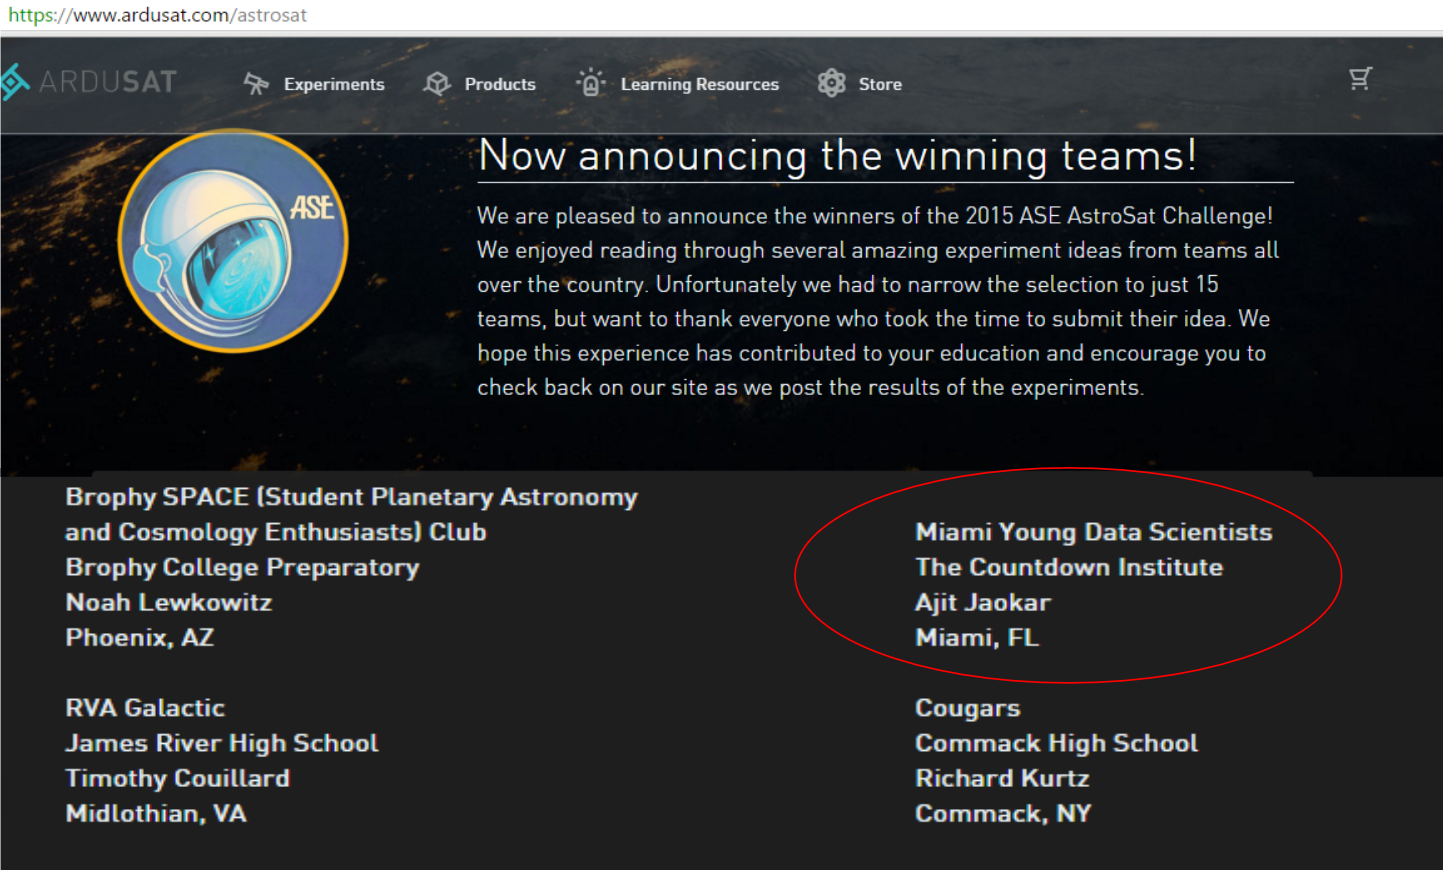 https://www.ardusat.com/astrosat
ARDUSAT
Experiments
Products
Learning Resources
Store
ASE
Now announcing the winning teams!
We are pleased to announce the winners of the 2015 ASE AstroSat Challenge!
We enjoyed reading through several amazing experiment ideas from teams all
over the country. Unfortunately we had to narrow the selection to just 15
teams, but want to thank everyone who took the time to submit their idea. We
hope this experience has contributed to your education and encourage you to
check back on our site as we post the results of the experiments.
Brophy SPACE (Student Planetary Astronomy
and Cosmology Enthusiasts) Club
Brophy College Preparatory
Noah Lewkowitz
Phoenix, AZ
Miami Young Data Scientists
The Countdown Institute
Ajit Jaokar
Miami, FL
RVA Galactic
James River High School
Timothy Couillard
Midlothian, VA
Cougars
Commack High School
Richard Kurtz
Commack, NY